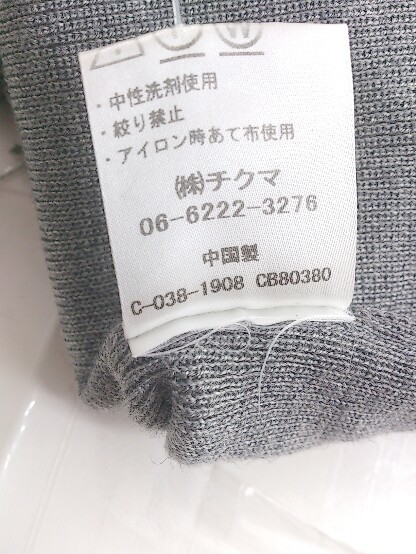 ・中性洗剤使用
・絞り禁止
・アイロン時あて布使用
㈱チクマ
06-6222-3276
中国製
C-038-1908 CB80380